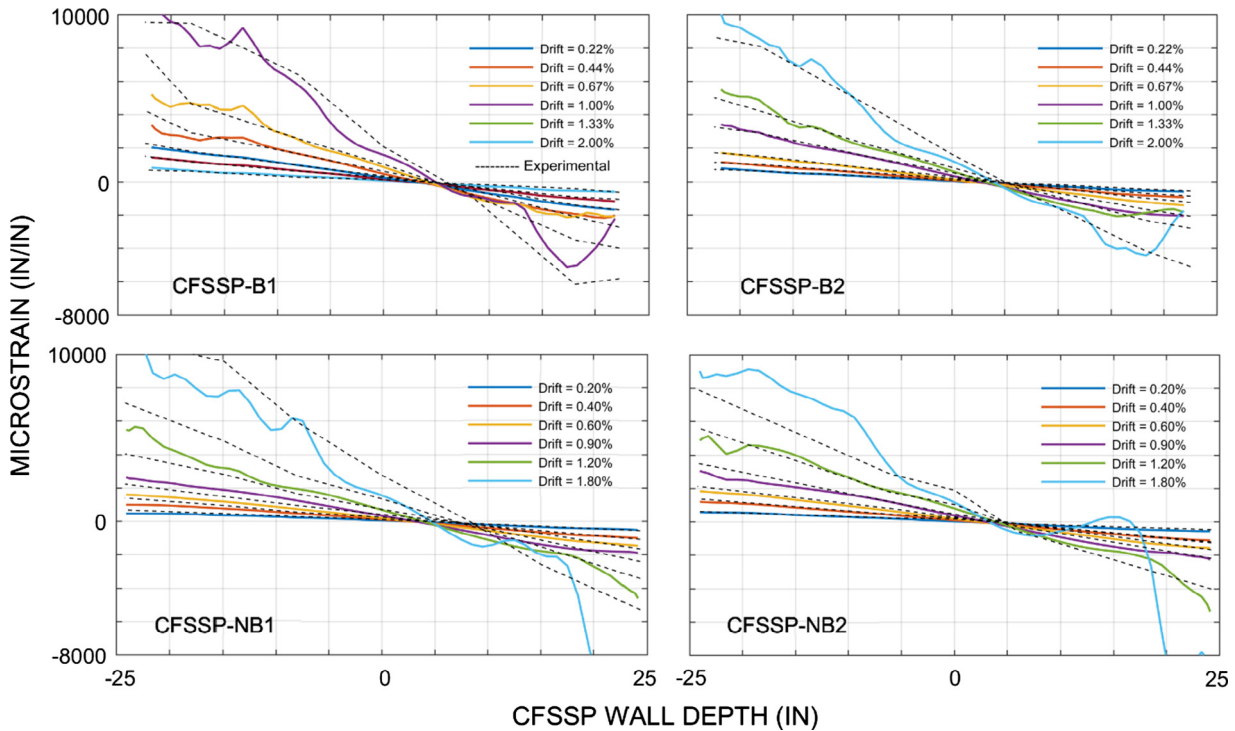 10000
Drift = 0.22%
Drift = 0.44%
Drift = 0.67%
Drift = 1.00%
Drift = 1.33%
Drift = 2.00%
Experimental
0
CFSSP-B1
-8000
Drift = 0.22%
Drift = 0.44%
Drift = 0.67%
Drift = 1.00%
Drift = 1.33%
Drift = 2.00%
CFSSP-B2
MICROSTRAIN (IN/IN)
10000
Drift = 0.20%
Drift = 0.40%
Drift = 0.60%
Drift = 0.90%
Drift = 1.20%
Drift = 1.80%
0
CFSSP-NB1
-8000
-25 0 25
Drift = 0.20%
Drift = 0.40%
Drift = 0.60%
Drift = 0.90%
Drift = 1.20%
Drift = 1.80%
CFSSP-NB2
-25 0 25
CFSSP WALL DEPTH (IN)